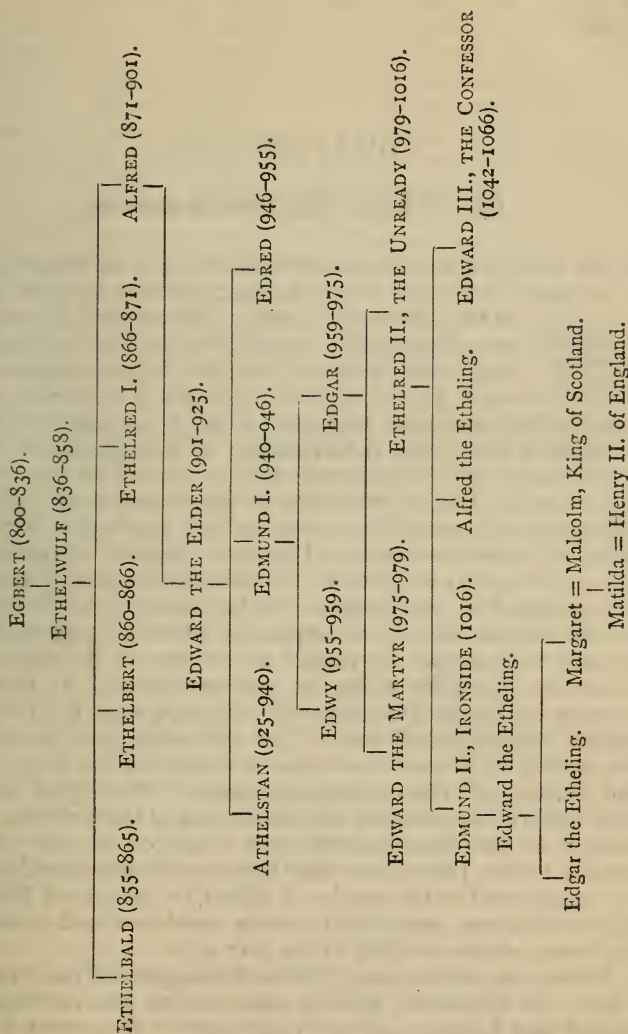 EGBERT (800–836).
ETHELWULF (836–858).
ETHELBALD (855–865). ETHELBERT (860–866). ETHELRED I. (866–871). ALFRED (871–901).
EDWARD THE ELDER (901–925).
ATHELSTAN (925–940). EDMUND I. (940–946). EDRED (946–955).
EDWY (955–959). EDGAR (959–975).
EDWARD THE MARTYR (975–979). ETHELRED II., THE UNREADY (979–1016).
EDMUND II., IRONSIDE (1016). Alfred the Etheling. EDWARD III., THE CONFESSOR
(1042–1066).
Edward the Etheling.
Edgar the Etheling. Margaret = Malcolm, King of Scotland.
Matilda = Henry II. of England.